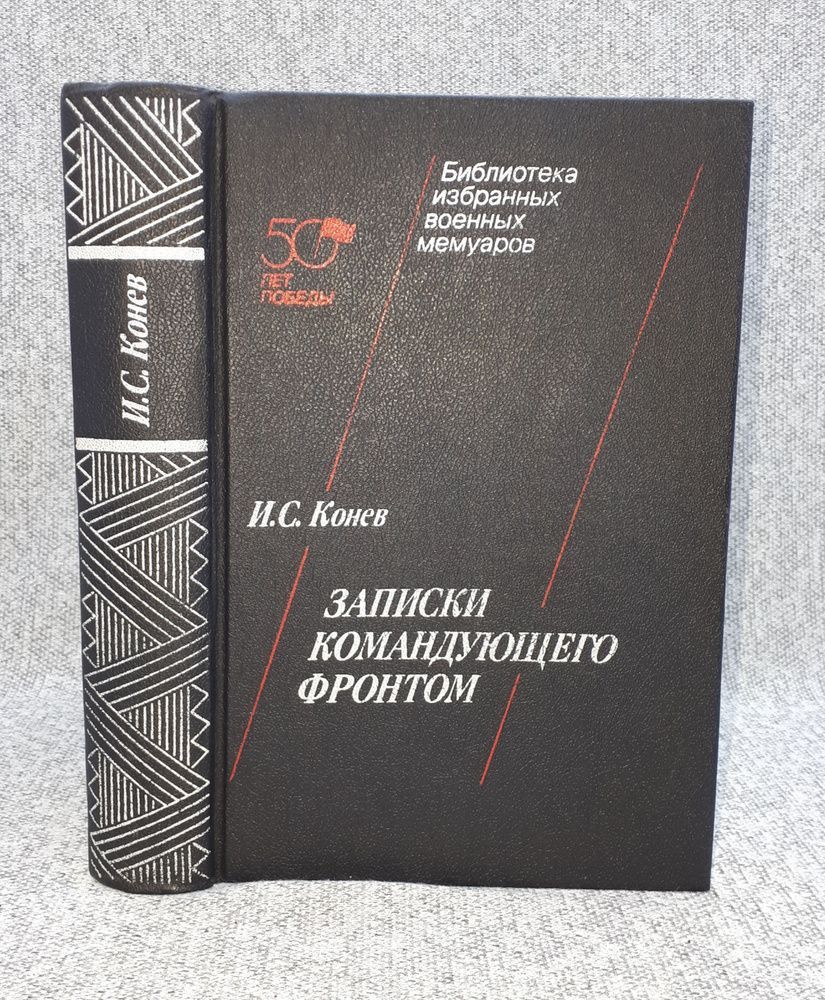 И.С. Конев
Библиотека
избранных
военных
мемуаров
50
ЛЕТ
ПОБЕДЫ
И.С. Конев
ЗАПИСКИ
КОМАНДУЮЩЕГО
ФРОНТОМ